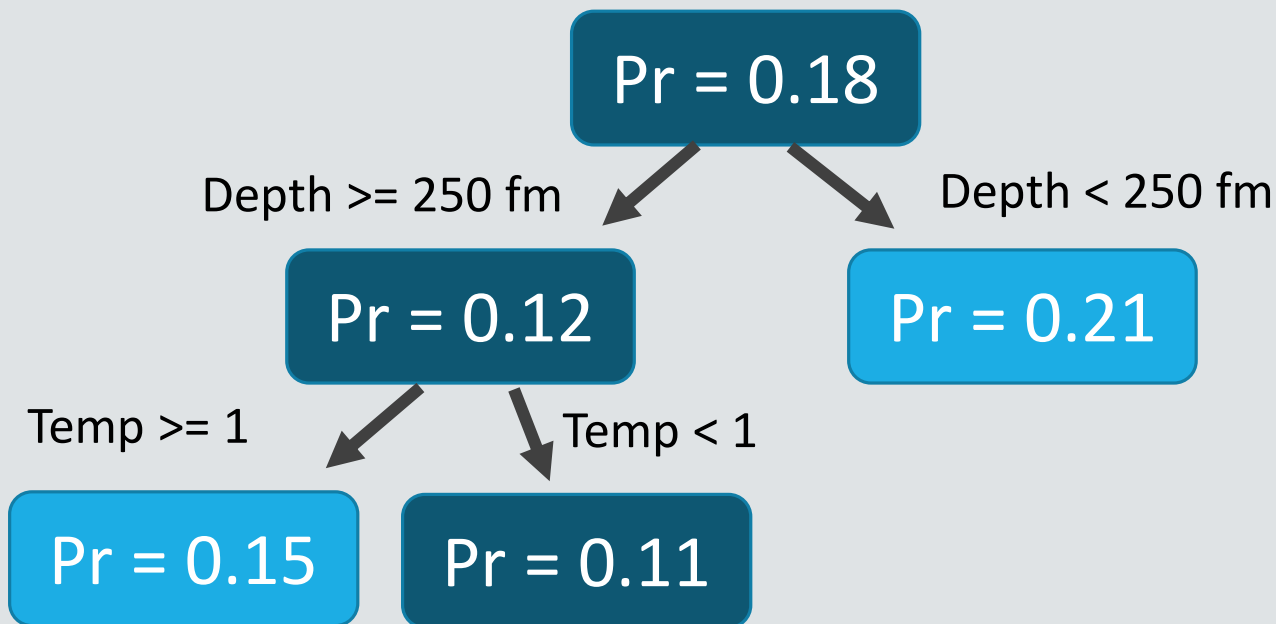 Pr = 0.18
Depth >= 250 fm
Depth < 250 fm
Pr = 0.12
Pr = 0.21
Temp >= 1
Temp < 1
Pr = 0.15
Pr = 0.11